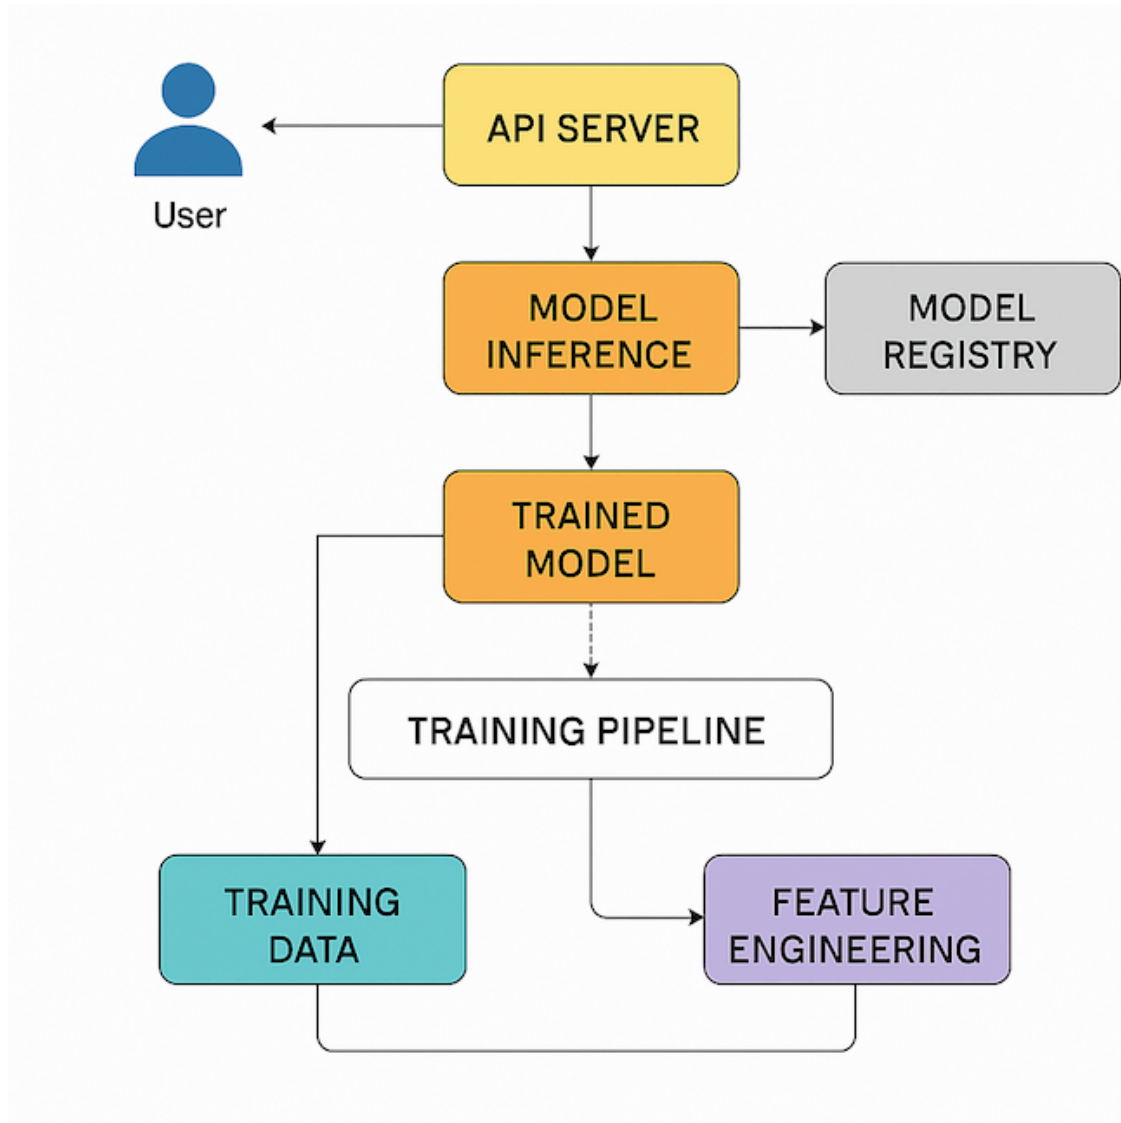 API SERVER
User
MODEL
INFERENCE
MODEL
REGISTRY
TRAINED
MODEL
TRAINING PIPELINE
TRAINING
DATA
FEATURE
ENGINEERING